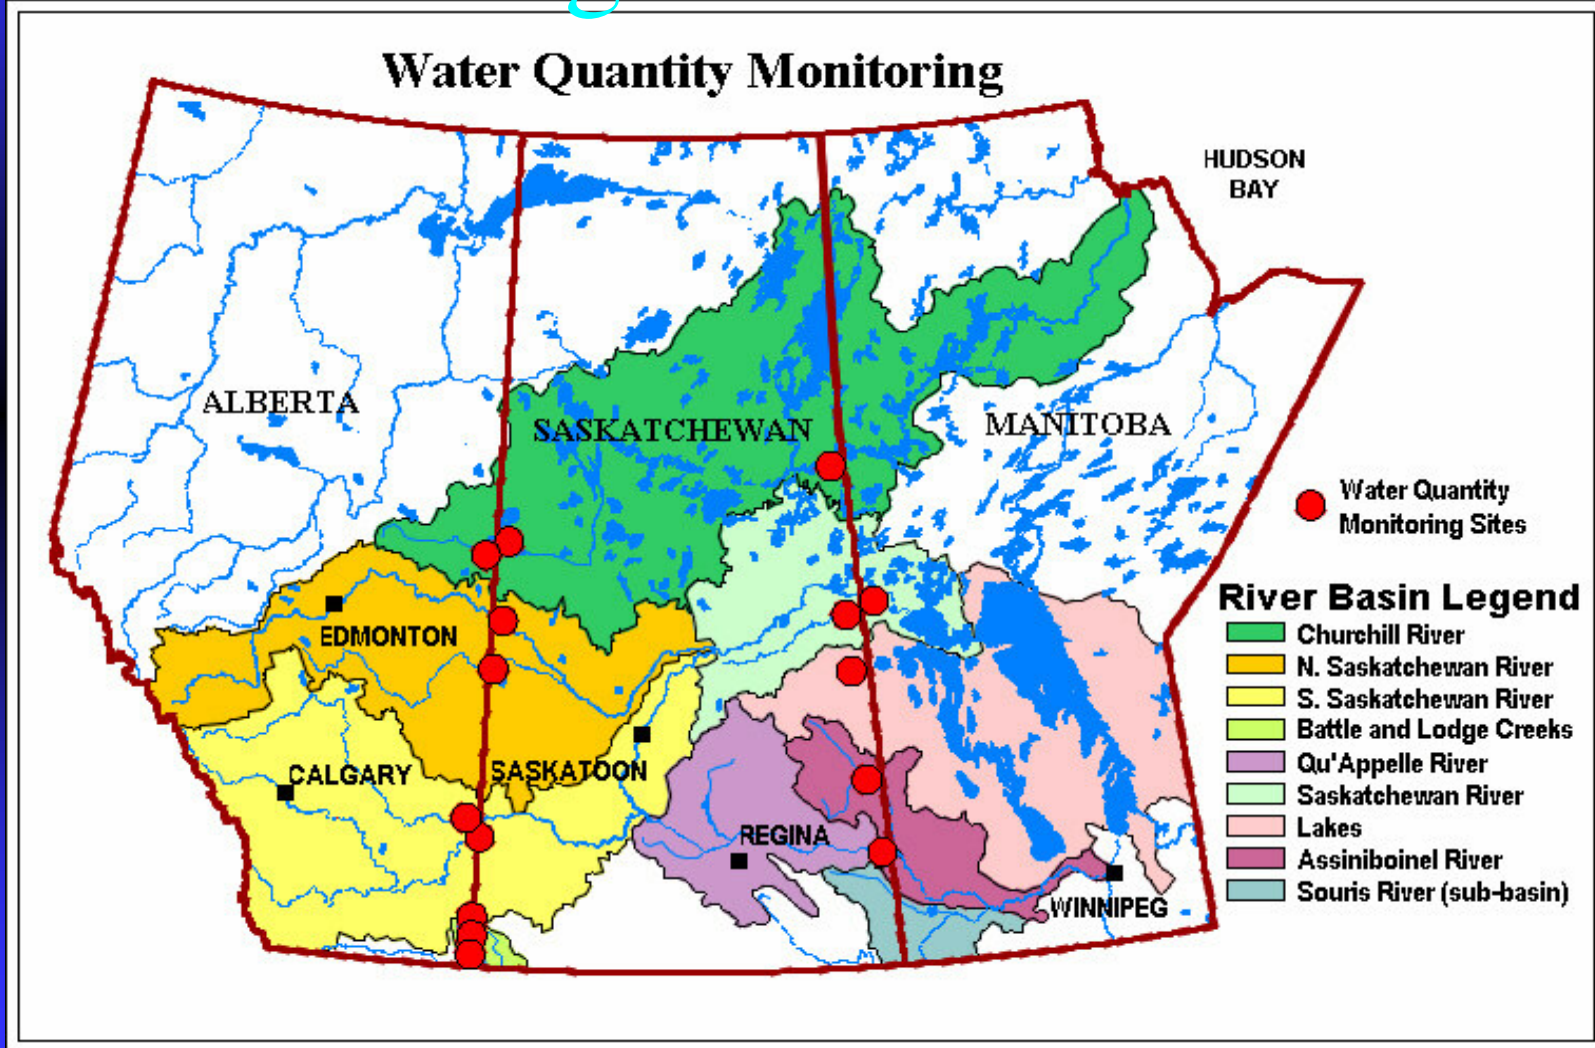 Water Quantity Monitoring
HUDSON
BAY
ALBERTA
SASKATCHEWAN
MANITOBA
Water Quantity
Monitoring Sites
River Basin Legend
Churchill River
EDMONTON
N. Saskatchewan River
S. Saskatchewan River
Battle and Lodge Creeks
CALGARY
SASKATOON
Qu'Appelle River
Saskatchewan River
REGINA
Lakes
Assiniboinel River
Souris River (sub-basin)
WINNIPEG